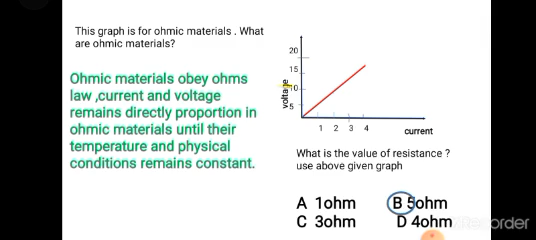 This graph is for ohmic materials . What
are ohmic materials?
Ohmic materials obey ohms
law ,current and voltage
remains directly proportion in
ohmic materials until their
temperature and physical
conditions remains constant.
20
15
10
5
voltage
1 2 3 4
current
What is the value of resistance ?
use above given graph
A 1ohm
B 5ohm
C 3ohm
D 4ohm
recorder